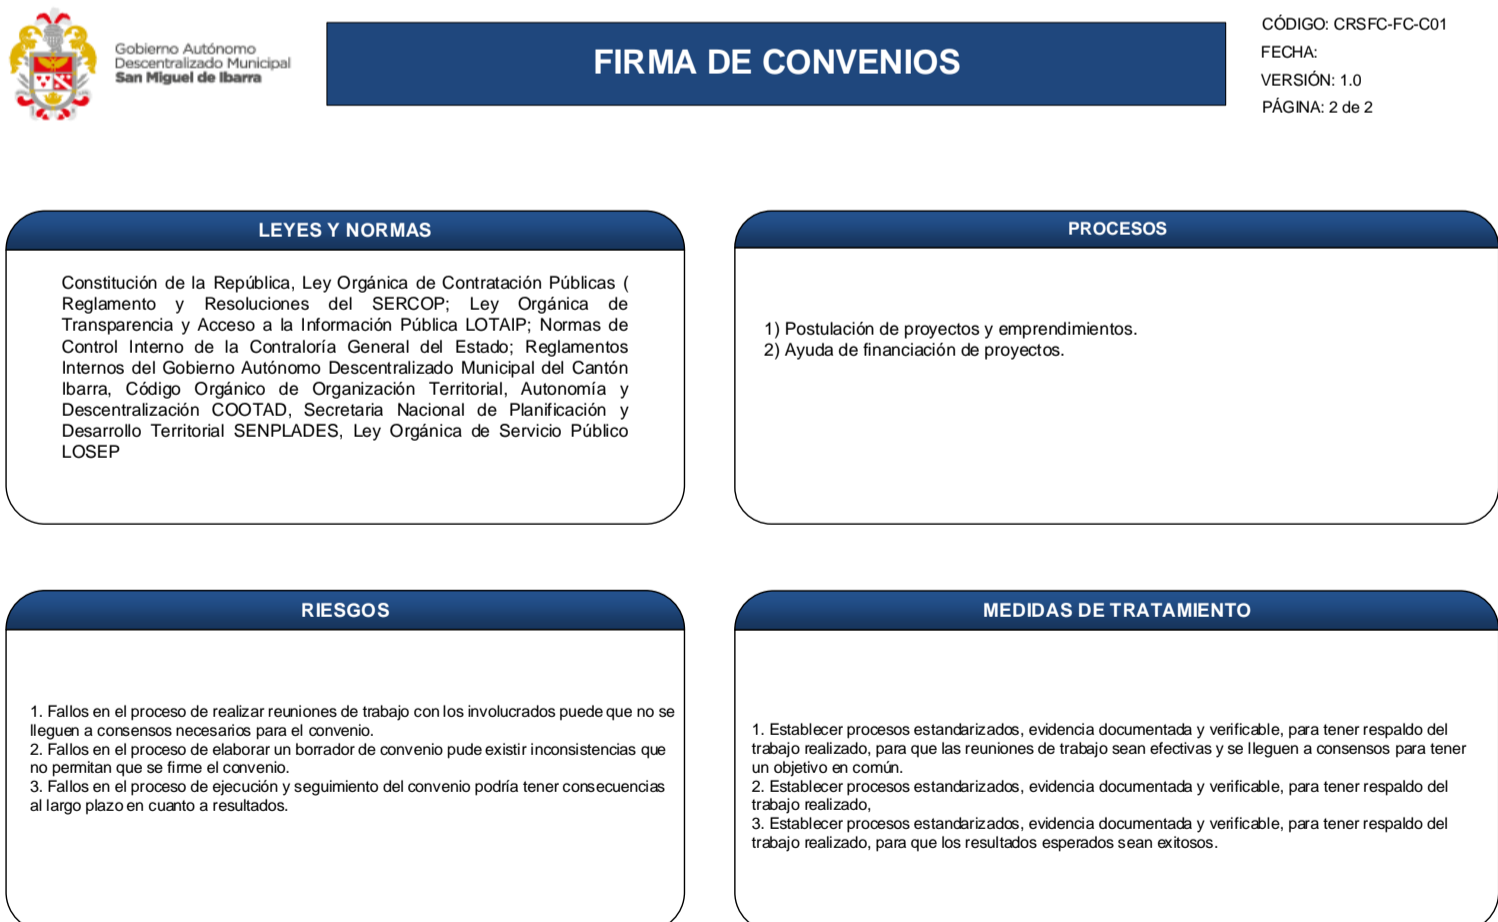 Gobierno Autónomo
Descentralizado Municipal
San Miguel de Ibarra
FIRMA DE CONVENIOS
CÓDIGO: CRSFC-FC-C01
FECHA:
VERSIÓN: 1.0
PÁGINA: 2 de 2
LEYES Y NORMAS
Constitución de la República, Ley Orgánica de Contratación Públicas (
Reglamento y Resoluciones del SERCOP; Ley Orgánica de
Transparencia y Acceso a la Información Pública LOTAIP; Normas de
Control Interno de la Contraloría General del Estado; Reglamentos
Internos del Gobierno Autónomo Descentralizado Municipal del Cantón
Ibarra, Código Orgánico de Organización Territorial, Autonomía y
Descentralización COOTAD, Secretaria Nacional de Planificación y
Desarrollo Territorial SENPLADES, Ley Orgánica de Servicio Público
LOSEP
PROCESOS
1) Postulación de proyectos y emprendimientos.
2) Ayuda de financiación de proyectos.
RIESGOS
1. Fallos en el proceso de realizar reuniones de trabajo con los involucrados puede que no se
lleguen a consensos necesarios para el convenio.
2. Fallos en el proceso de elaborar un borrador de convenio pude existir inconsistencias que
no permitan que se firme el convenio.
3. Fallos en el proceso de ejecución y seguimiento del convenio podría tener consecuencias
al largo plazo en cuanto a resultados.
MEDIDAS DE TRATAMIENTO
1. Establecer procesos estandarizados, evidencia documentada y verificable, para tener respaldo del
trabajo realizado, para que las reuniones de trabajo sean efectivas y se lleguen a consensos para tener
un objetivo en común.
2. Establecer procesos estandarizados, evidencia documentada y verificable, para tener respaldo del
trabajo realizado,
3. Establecer procesos estandarizados, evidencia documentada y verificable, para tener respaldo del
trabajo realizado, para que los resultados esperados sean exitosos.